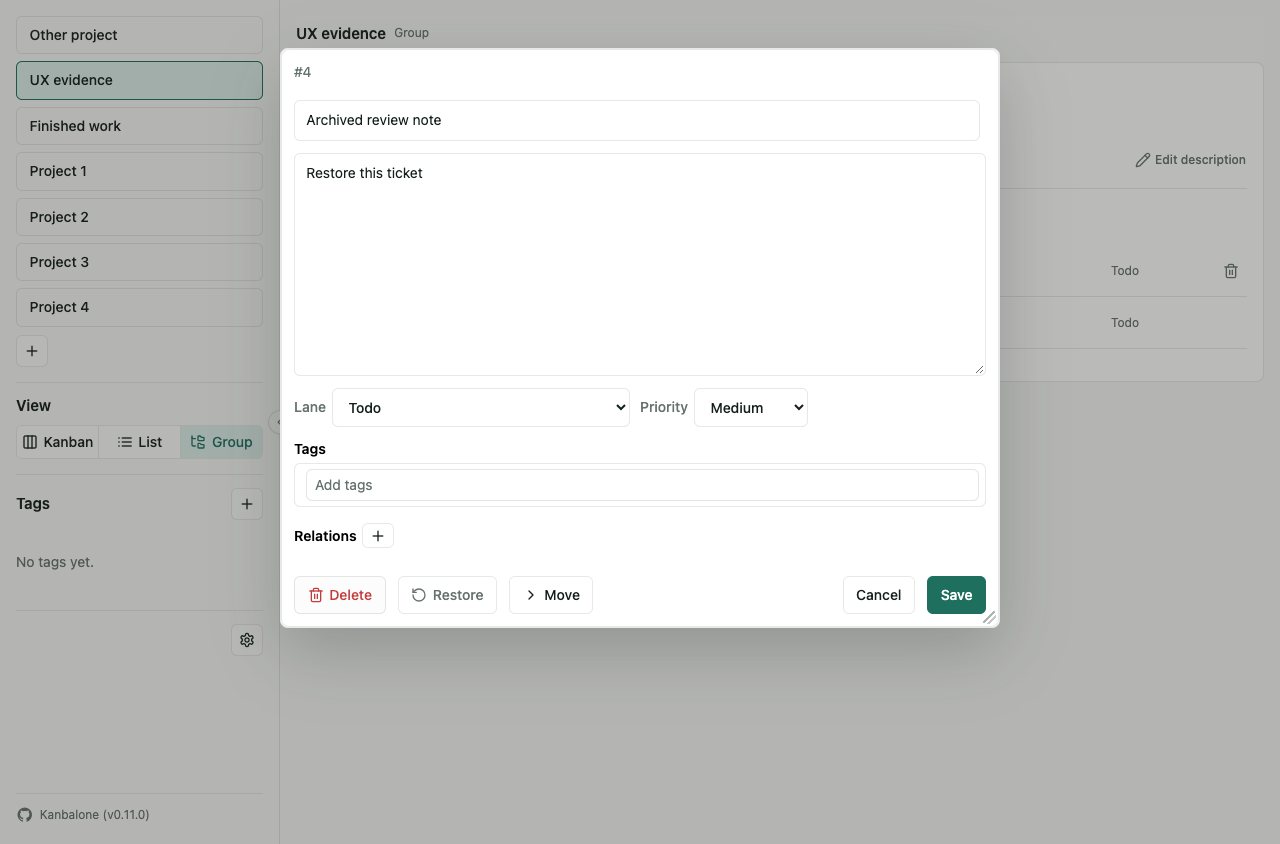 Other project
UX evidence
Finished work
Project 1
Project 2
Project 3
Project 4
View
Kanban
List
Group
Tags
No tags yet.
Kanbalone (v0.11.0)
UX evidence Group
Edit description
Todo
Todo
#4
Archived review note
Restore this ticket
Lane Todo Priority Medium
Tags
Add tags
Relations
Delete Restore Move Cancel Save